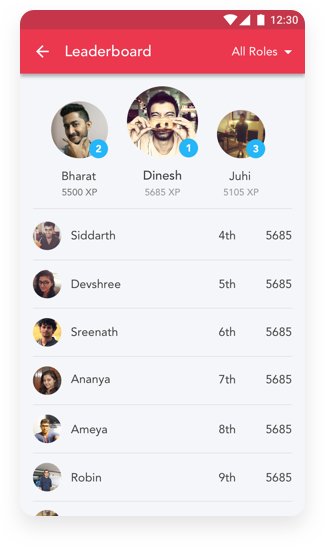 12:30
Leaderboard All Roles
2 1 3
Bharat Dinesh Juhi
5500 XP 5685 XP 5105 XP
Siddarth 4th 5685
Devshree 5th 5685
Sreenath 6th 5685
Ananya 7th 5685
Ameya 8th 5685
Robin 9th 5685